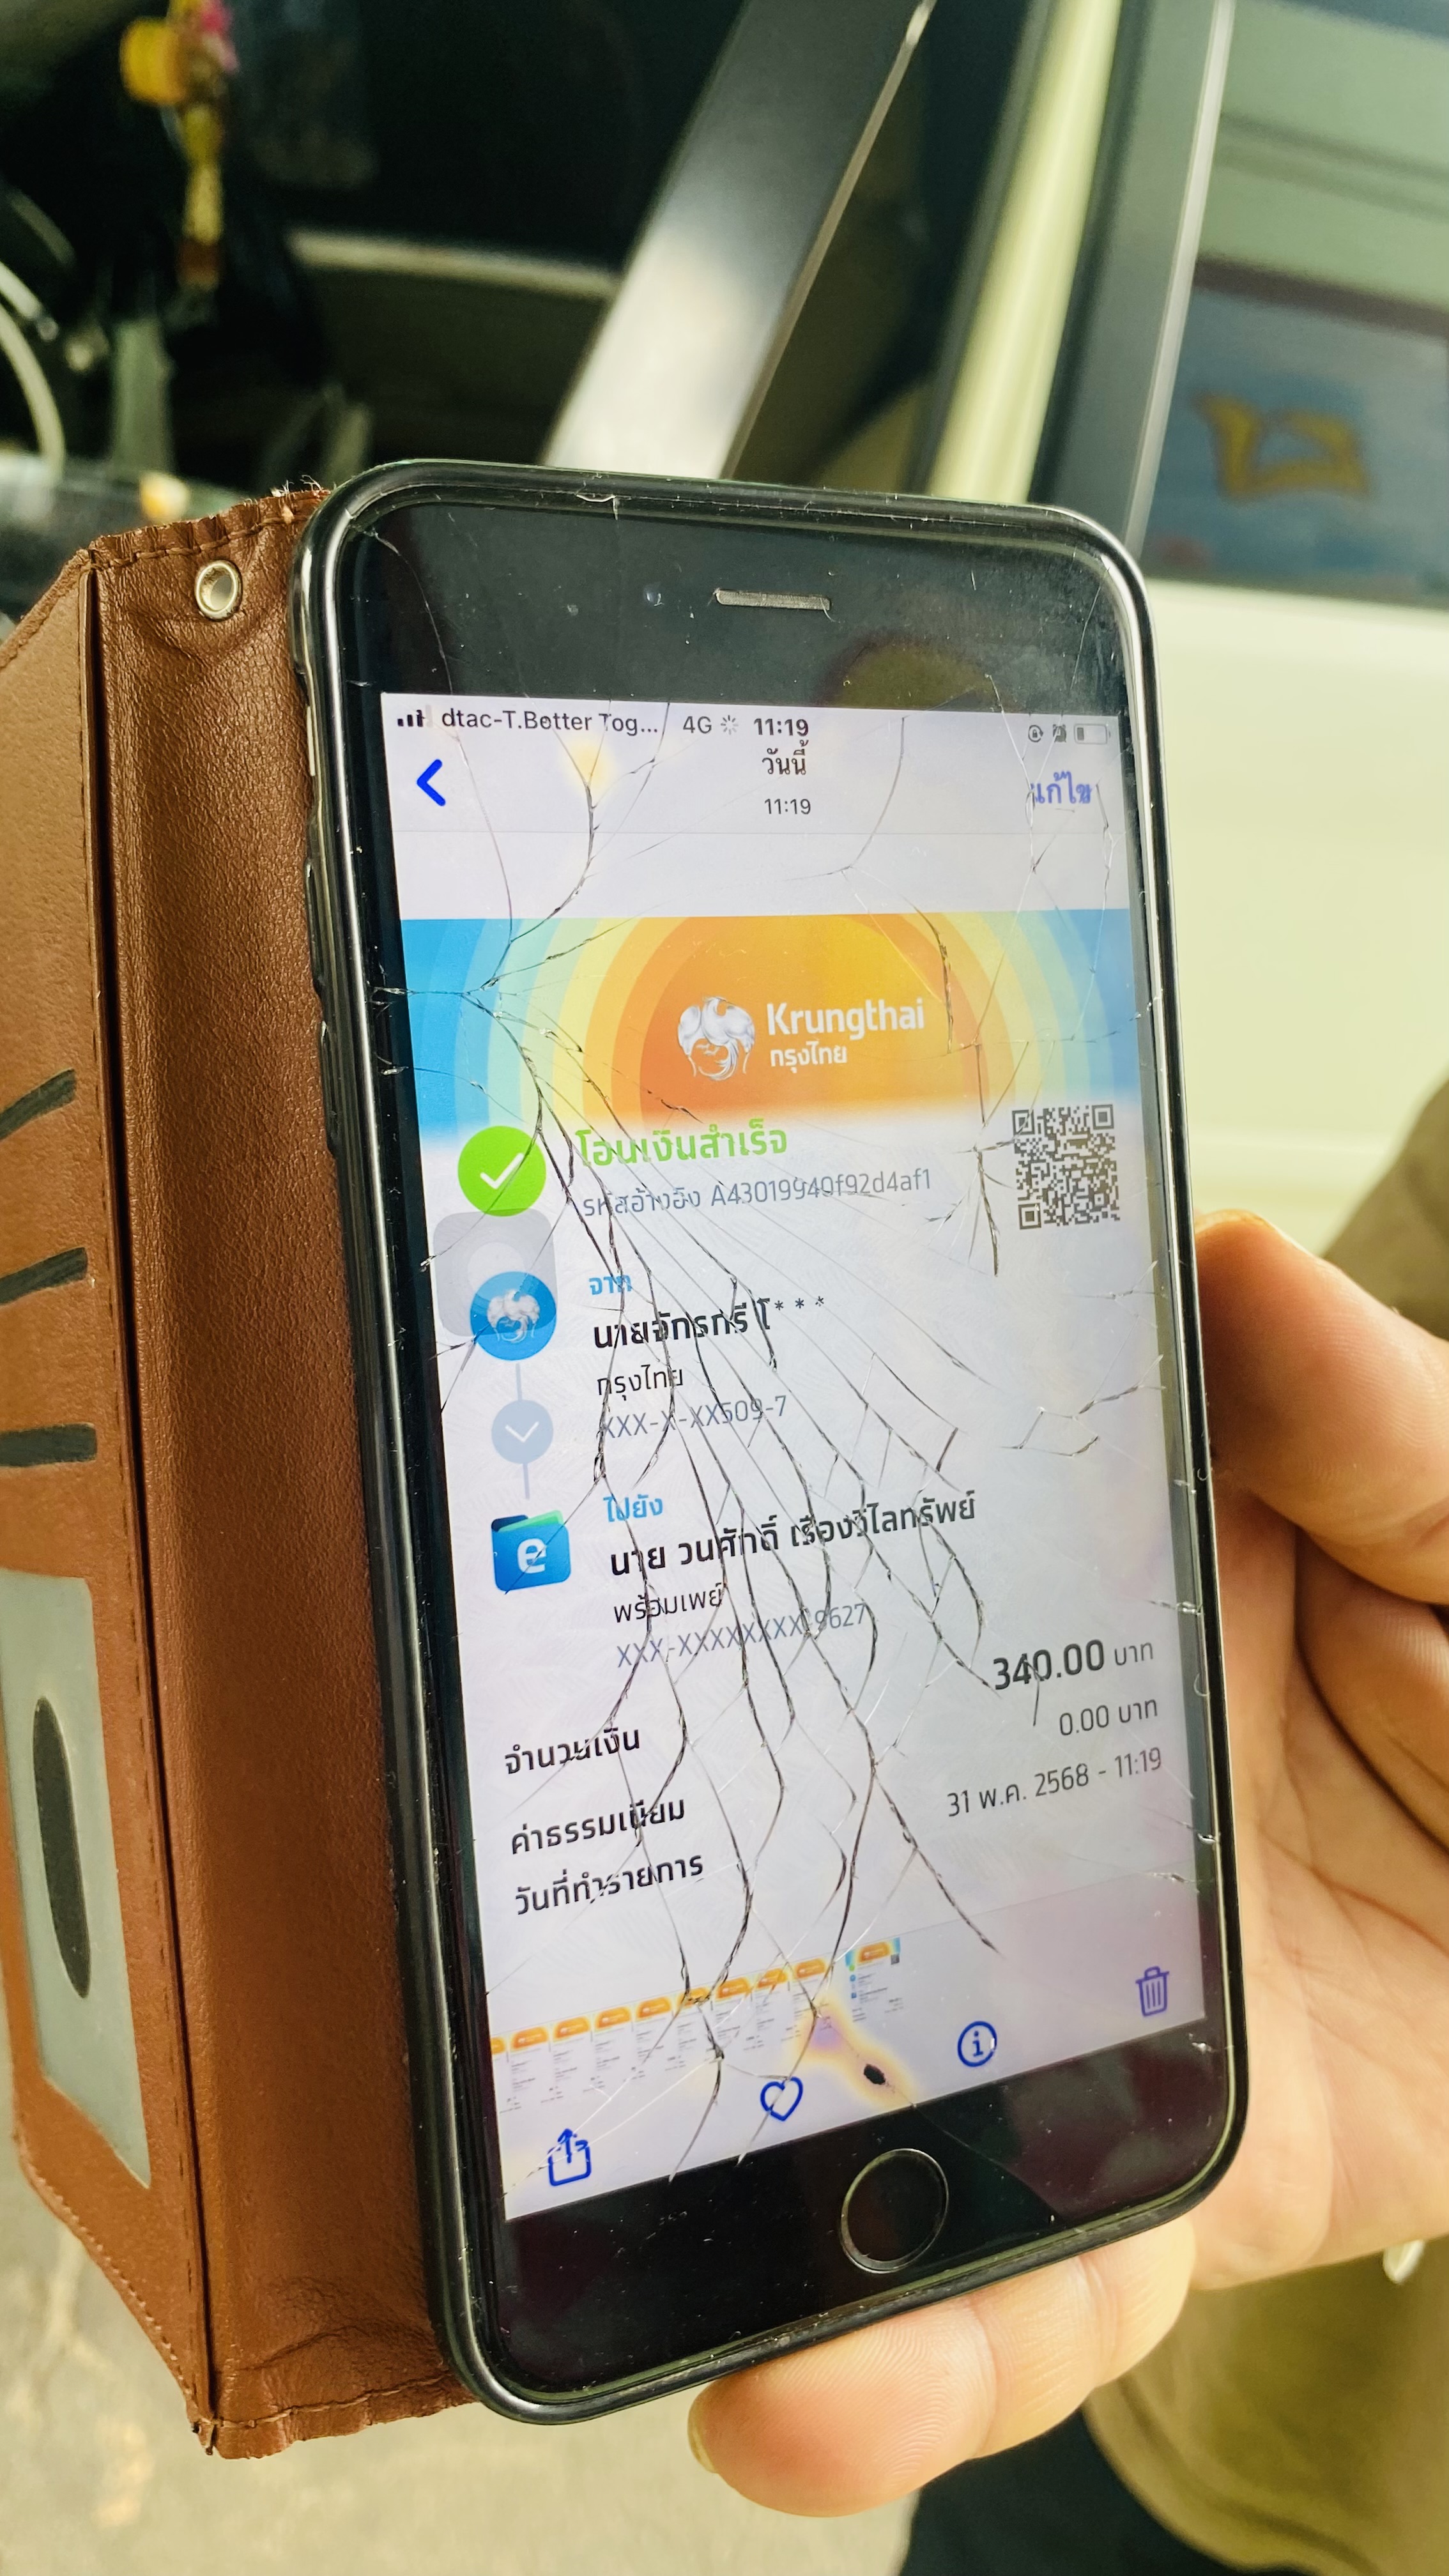 dtac-T.Better Tog... 4G 11:19
วันนี้
11:19
แก้ไข
Krungthai
กรุงไทย
โอนเงินสำเร็จ
รหัสอ้างอิง A43019940f92d4af1
จาก
นายจักรกรี โ***
กรุงไทย
XXX-X-XX509-7
ไปยัง
e
นาย วนศักดิ์ เรืองวิไลทรัพย์
พร้อมเพย์
XXX-XXXXXXXX-9627
จำนวนเงิน 340.00 บาท
ค่าธรรมเนียม 0.00 บาท
วันที่ทำรายการ 31 พ.ค. 2568 - 11:19